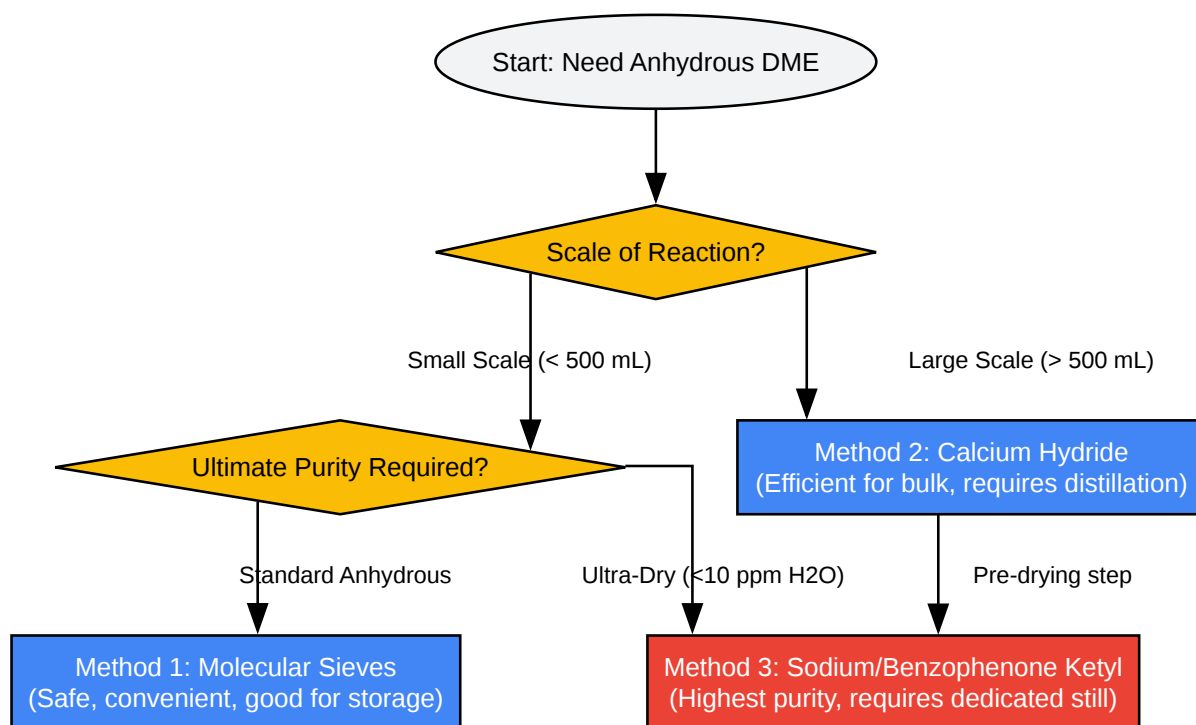 Start: Need Anhydrous DME
Scale of Reaction?
Small Scale (< 500 mL)
Large Scale (> 500 mL)
Ultimate Purity Required?
Method 2: Calcium Hydride
(Efficient for bulk, requires distillation)
Standard Anhydrous
Ultra-Dry (<10 ppm H2O)
Pre-drying step
Method 1: Molecular Sieves
(Safe, convenient, good for storage)
Method 3: Sodium/Benzophenone Ketyl
(Highest purity, requires dedicated still)